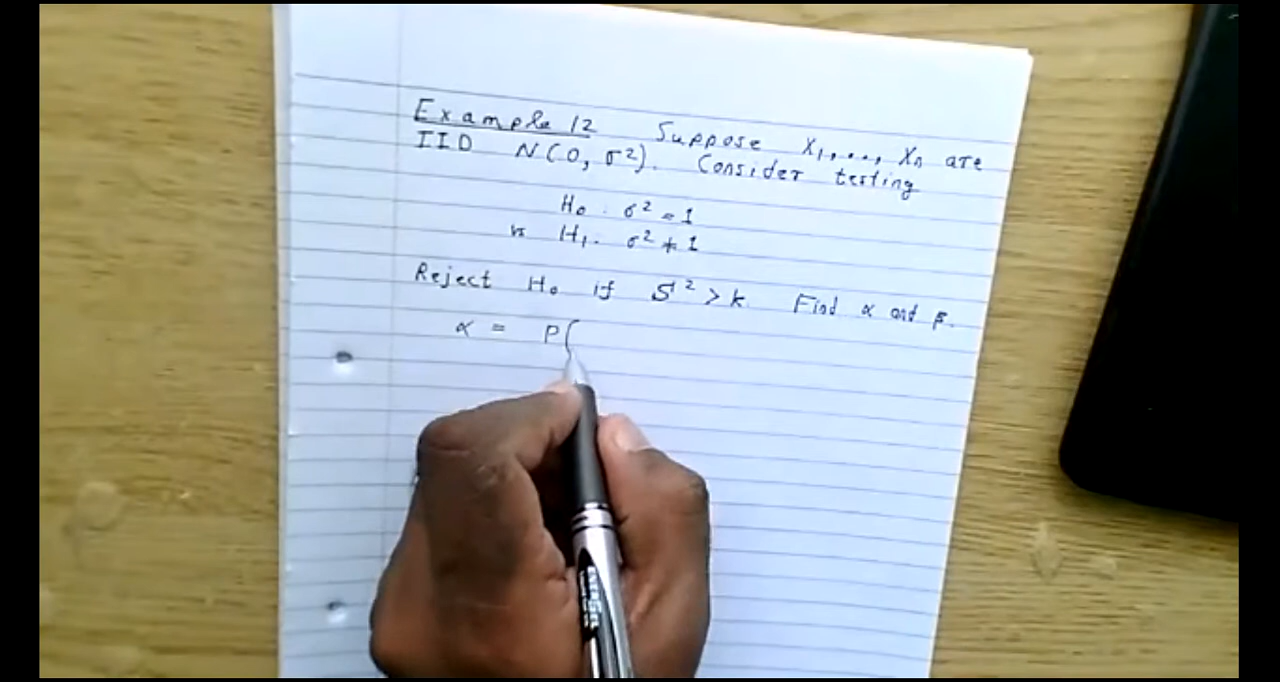 Example 12 Suppose X₁,..., Xₙ are
IID N(0, σ²). Consider testing
H₀: σ² = 1
vs H₁: σ² ≠ 1
Reject H₀ if S² > k. Find α and β.
α = P(